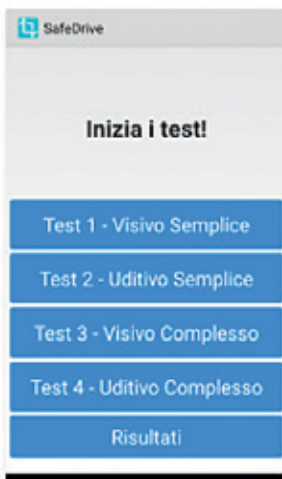 SafeDrive
Inizia i test!
Test 1 - Visivo Semplice
Test 2 - Uditivo Semplice
Test 3 - Visivo Complesso
Test 4 - Uditivo Complesso
Risultati